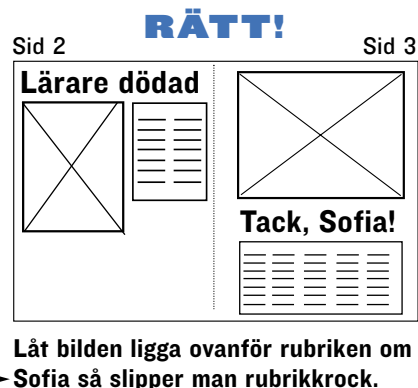 RÄTT!
Sid 2
Sid 3
Lärare dödad
Tack, Sofia!
Låt bilden ligga ovanför rubriken om
Sofia så slipper man rubrikkrock.